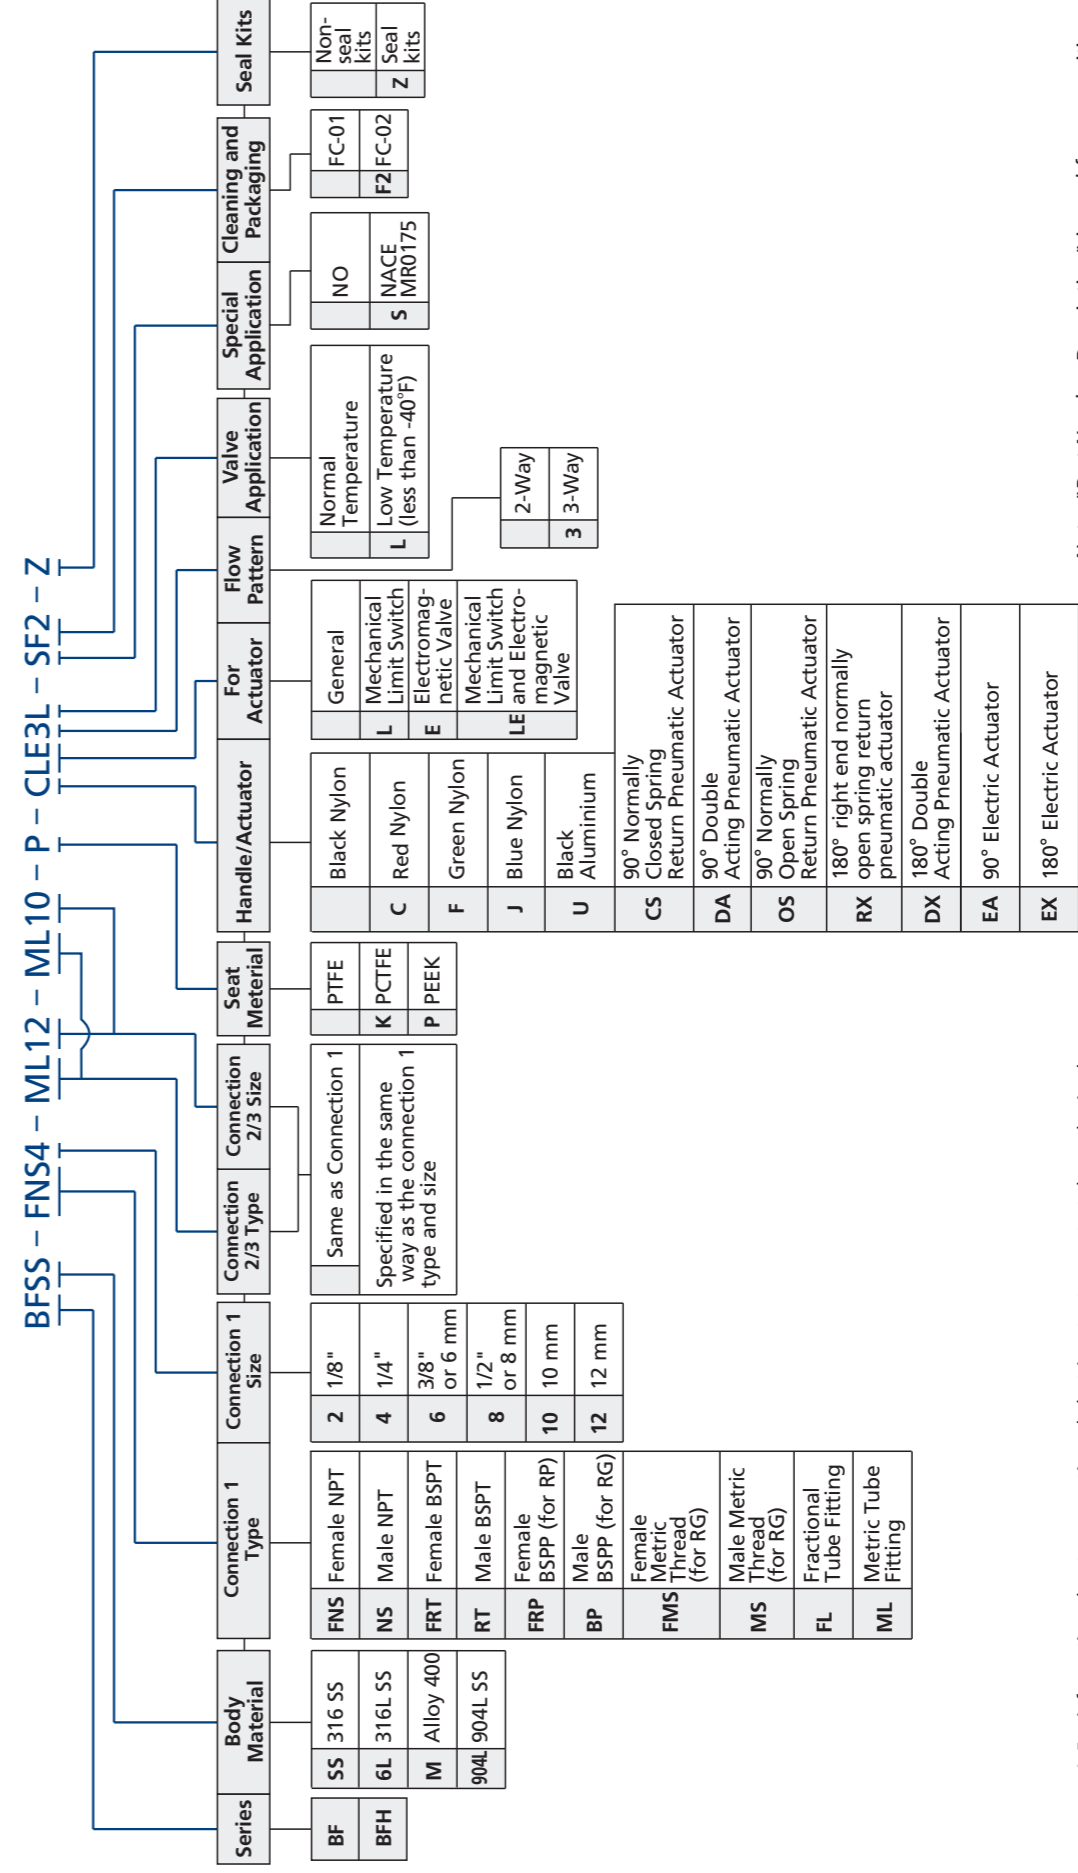 BFSS – FNS4 – ML12 – ML10 – P – CLE3L – SF2 – Z
Series
BF
BFH
Body
Material
SS 316 SS
6L 316L SS
M Alloy 400
904L 904L SS
Connection 1
Type
FNS Female NPT
NS Male NPT
FRT Female BSPT
RT Male BSPT
FRP Female
BSPP (for RP)
BP Male
BSPP (for RG)
FMS Female
Metric
Thread
(for RG)
MS Male Metric
Thread
(for RG)
FL Fractional
Tube Fitting
ML Metric Tube
Fitting
Connection 1
Size
2 1/8"
4 1/4"
6 3/8"
or 6 mm
8 1/2"
or 8 mm
10 10 mm
12 12 mm
Connection
2/3 Type
Connection
2/3 Size
Same as Connection 1
Specified in the same
way as the connection 1
type and size
Seat
Meterial
PTFE
K PCTFE
P PEEK
Handle/Actuator
Black Nylon
C Red Nylon
F Green Nylon
J Blue Nylon
U Black
Aluminium
CS 90° Normally
Closed Spring
Return Pneumatic Actuator
DA 90° Double
Acting Pneumatic Actuator
OS 90° Normally
Open Spring
Return Pneumatic Actuator
RX 180° right end normally
open spring return
pneumatic actuator
DX 180° Double
Acting Pneumatic Actuator
EA 90° Electric Actuator
EX 180° Electric Actuator
For
Actuator
General
L Mechanical
Limit Switch
E Electromag-
netic Valve
LE Mechanical
Limit Switch
and Electro-
magnetic
Valve
Flow
Pattern
2-Way
3 3-Way
Valve
Application
Normal
Temperature
L Low Temperature
(less than -40°F)
Special
Application
NO
S NACE
MR0175
Cleaning and
Packaging
FC-01
F2 FC-02
Seal Kits
Non-
seal
kits
Z Seal
kits